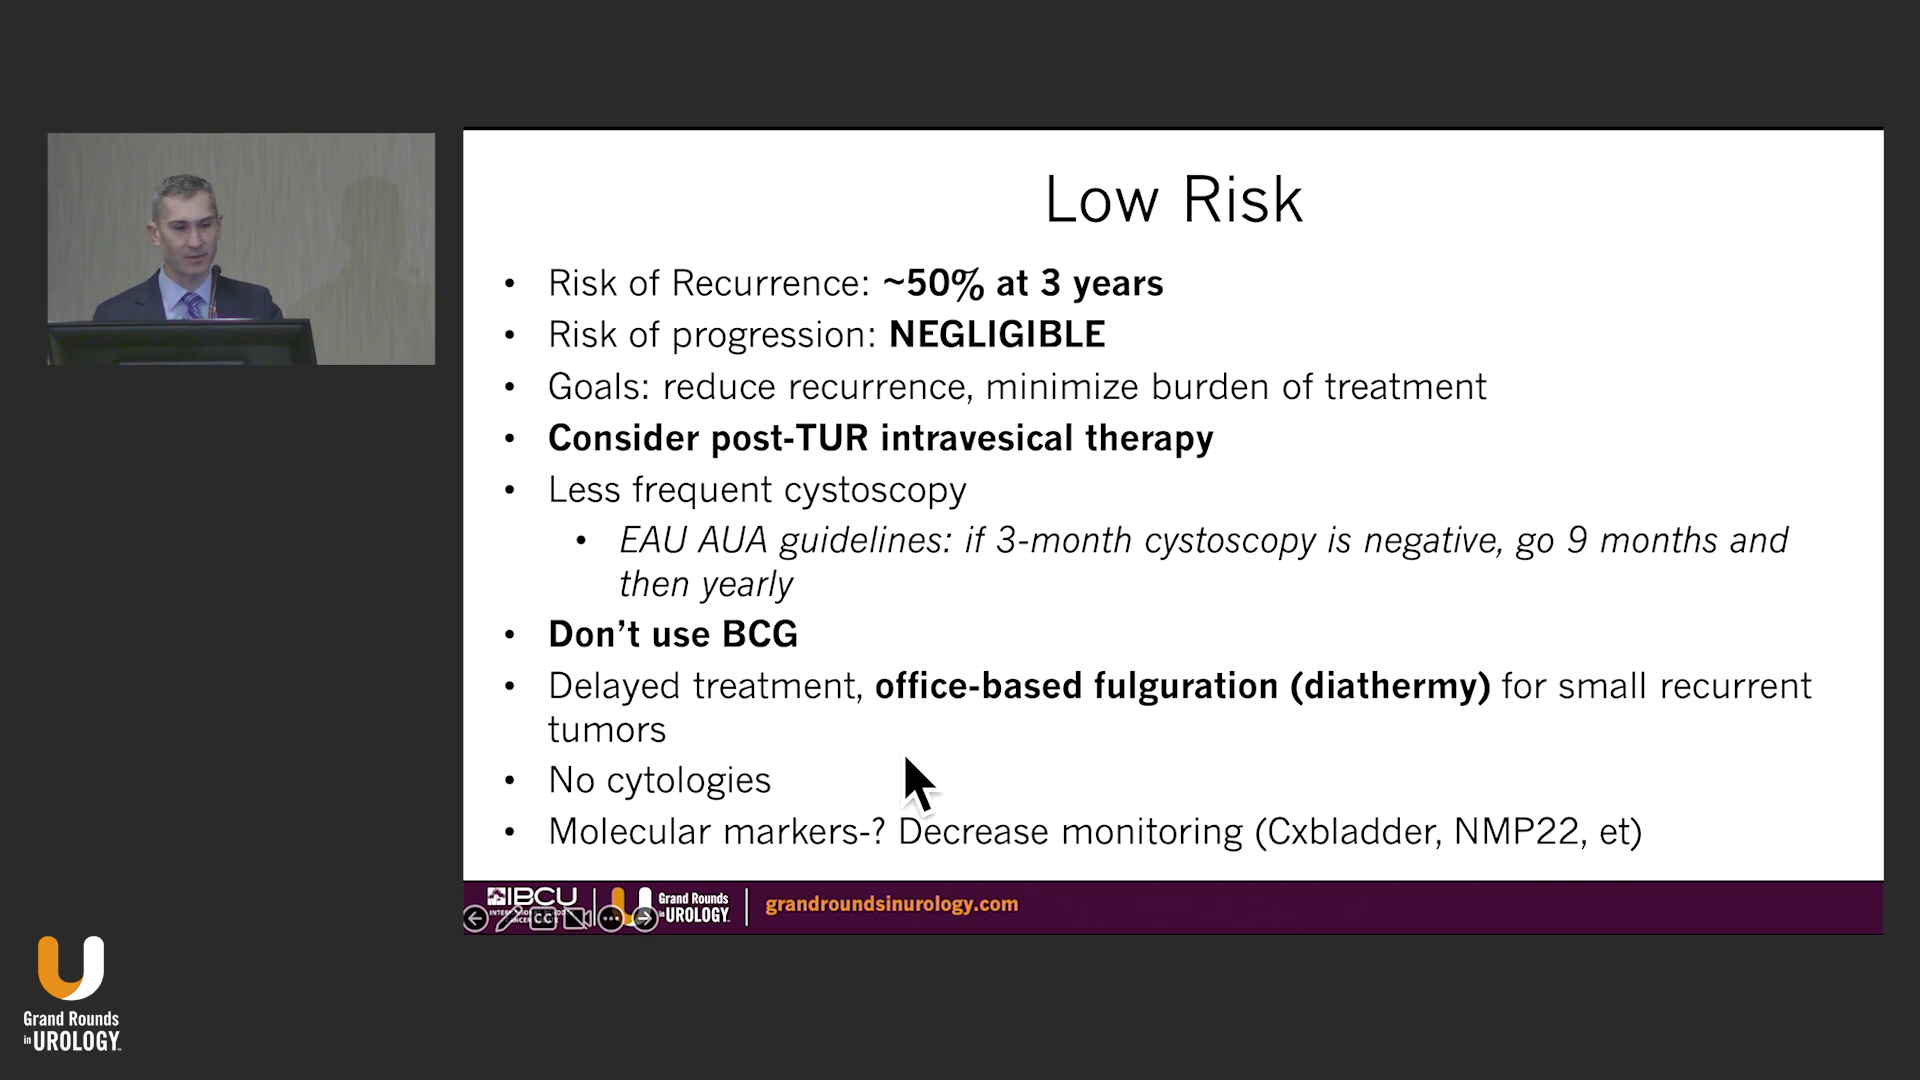 Low Risk
• Risk of Recurrence: ~50% at 3 years
• Risk of progression: NEGLIGIBLE
• Goals: reduce recurrence, minimize burden of treatment
• Consider post-TUR intravesical therapy
• Less frequent cystoscopy
• EAU AUA guidelines: if 3-month cystoscopy is negative, go 9 months and
then yearly
• Don't use BCG
• Delayed treatment, office-based fulguration (diathermy) for small recurrent
tumors
• No cytologies
• Molecular markers-? Decrease monitoring (Cxbladder, NMP22, et)
IBCU
Grand Rounds
in UROLOGY
grandroundsinurology.com
Grand Rounds
in UROLOGY